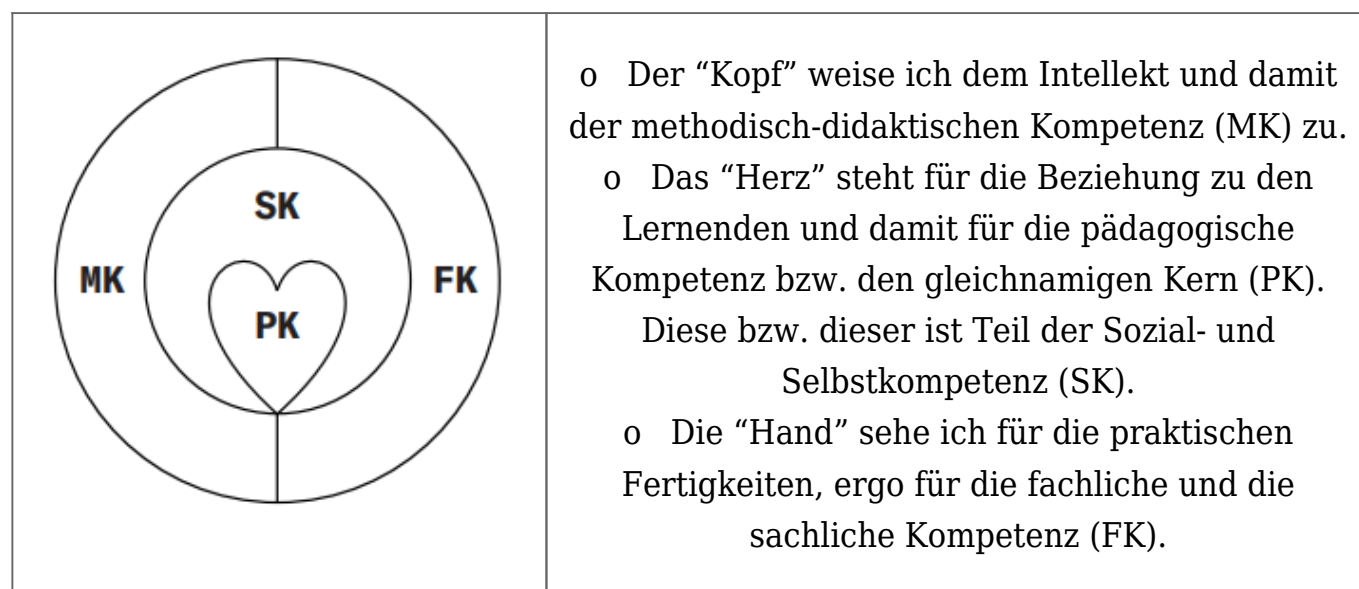 SK
MK
FK
PK
o Der “Kopf” weise ich dem Intellekt und damit
der methodisch-didaktischen Kompetenz (MK) zu.
o Das “Herz” steht für die Beziehung zu den
Lernenden und damit für die pädagogische
Kompetenz bzw. den gleichnamigen Kern (PK).
Diese bzw. dieser ist Teil der Sozial- und
Selbstkompetenz (SK).
o Die “Hand” sehe ich für die praktischen
Fertigkeiten, ergo für die fachliche und die
sachliche Kompetenz (FK).